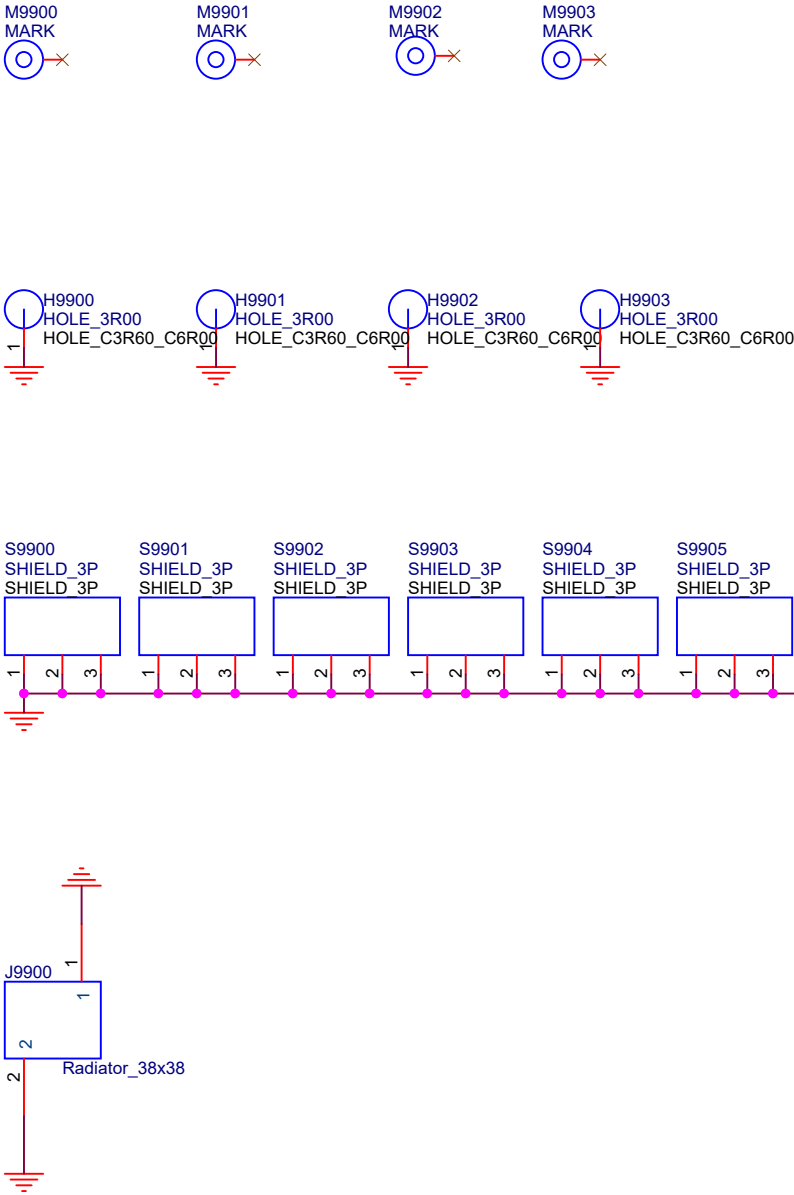 M9900
MARK
M9901
MARK
M9902
MARK
M9903
MARK
H9900
HOLE_3R00
HOLE_C3R60_C6R00
1
H9901
HOLE_3R00
HOLE_C3R60_C6R00
1
H9902
HOLE_3R00
HOLE_C3R60_C6R00
1
H9903
HOLE_3R00
HOLE_C3R60_C6R00
1
S9900
SHIELD_3P
SHIELD_3P
1 2 3
S9901
SHIELD_3P
SHIELD_3P
1 2 3
S9902
SHIELD_3P
SHIELD_3P
1 2 3
S9903
SHIELD_3P
SHIELD_3P
1 2 3
S9904
SHIELD_3P
SHIELD_3P
1 2 3
S9905
SHIELD_3P
SHIELD_3P
1 2 3
1
J9900
1
2
Radiator_38x38
2